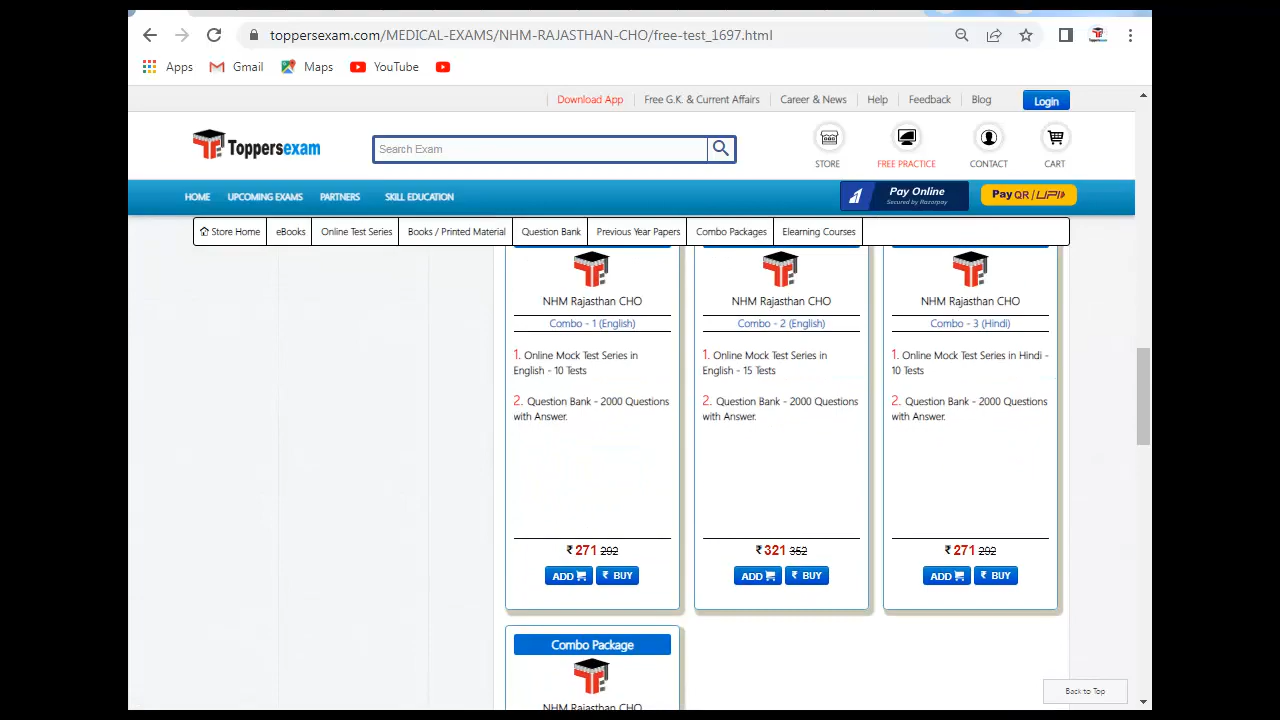 toppersexam.com/MEDICAL-EXAMS/NHM-RAJASTHAN-CHO/free-test_1697.html
Apps Gmail Maps YouTube
Download App Free G.K. & Current Affairs Career & News Help Feedback Blog Login
Toppersexam
Search Exam
STORE FREE PRACTICE CONTACT CART
HOME UPCOMING EXAMS PARTNERS SKILL EDUCATION
Pay Online
Secured by Razorpay
Pay QR / UPI
Store Home eBooks Online Test Series Books / Printed Material Question Bank Previous Year Papers Combo Packages Elearning Courses
NHM Rajasthan CHO
Combo - 1 (English)
1. Online Mock Test Series in
English - 10 Tests
2. Question Bank - 2000 Questions
with Answer.
₹ 271 292
ADD ₹ BUY
NHM Rajasthan CHO
Combo - 2 (English)
1. Online Mock Test Series in
English - 15 Tests
2. Question Bank - 2000 Questions
with Answer.
₹ 321 352
ADD ₹ BUY
NHM Rajasthan CHO
Combo - 3 (Hindi)
1. Online Mock Test Series in Hindi -
10 Tests
2. Question Bank - 2000 Questions
with Answer.
₹ 271 292
ADD ₹ BUY
Combo Package
NHM Rajasthan CHO
Back to Top